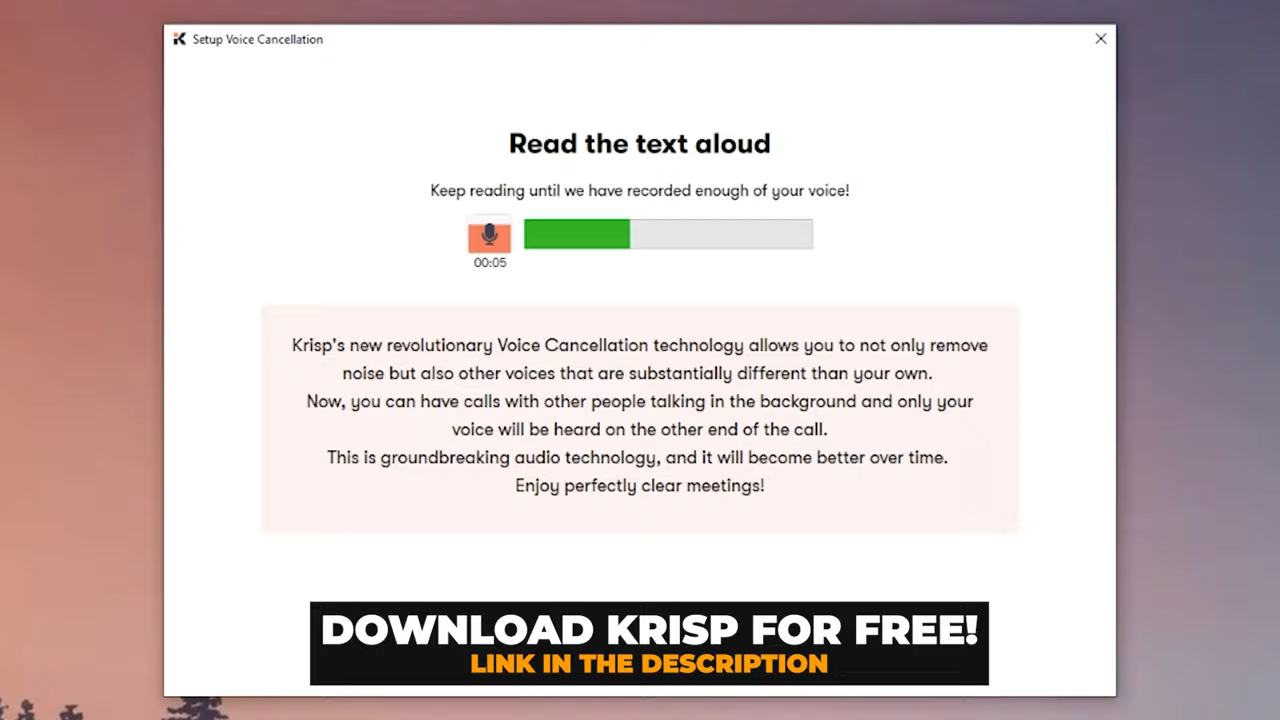 Setup Voice Cancellation
Read the text aloud
Keep reading until we have recorded enough of your voice!
00:05
Krisp's new revolutionary Voice Cancellation technology allows you to not only remove
noise but also other voices that are substantially different than your own.
Now, you can have calls with other people talking in the background and only your
voice will be heard on the other end of the call.
This is groundbreaking audio technology, and it will become better over time.
Enjoy perfectly clear meetings!
DOWNLOAD KRISP FOR FREE!
LINK IN THE DESCRIPTION